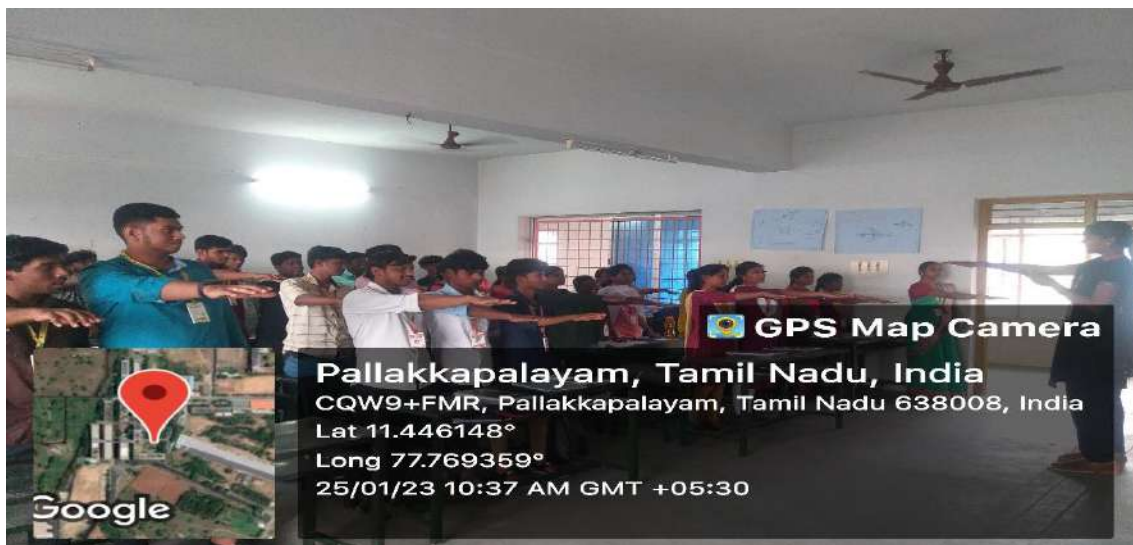 GPS Map Camera
Pallakkapalayam, Tamil Nadu, India
CQW9+FMR, Pallakkapalayam, Tamil Nadu 638008, India
Lat 11.446148°
Long 77.769359°
25/01/23 10:37 AM GMT +05:30
Google